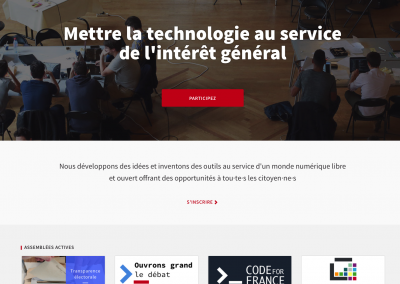 Mettre la technologie au service
de l'intérêt général
PARTICIPEZ
Nous développons des idées et inventons des outils au service d'un monde numérique libre
et ouvert offrant des opportunités à tou·te·s les citoyen·ne·s
S'INSCRIRE
ASSEMBLÉES ACTIVES
Transparence
électorale
Ouvrons grand
le débat
CODE FOR
FRANCE